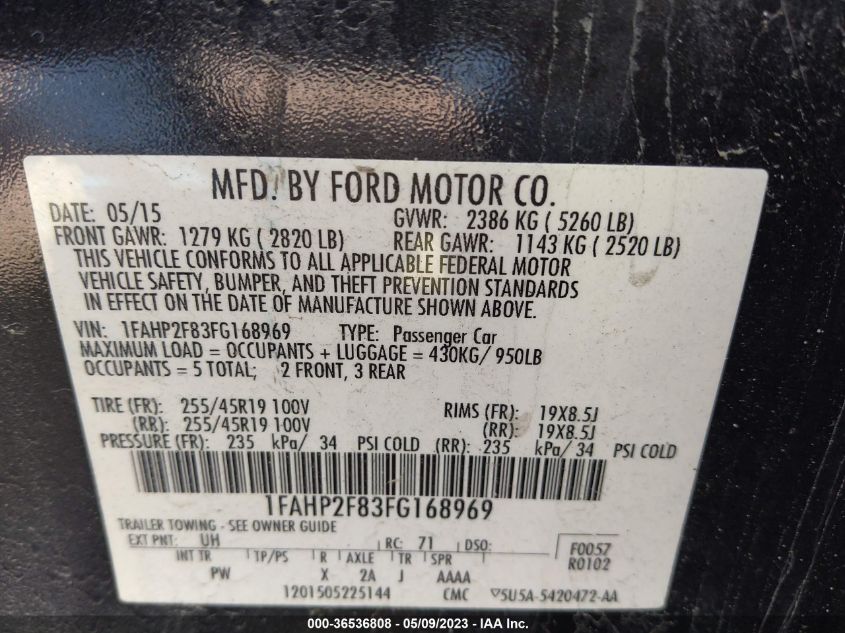 MFD. BY FORD MOTOR CO.
DATE: 05/15 GVWR: 2386 KG ( 5260 LB)
FRONT GAWR: 1279 KG ( 2820 LB) REAR GAWR: 1143 KG ( 2520 LB)
THIS VEHICLE CONFORMS TO ALL APPLICABLE FEDERAL MOTOR
VEHICLE SAFETY, BUMPER, AND THEFT PREVENTION STANDARDS
IN EFFECT ON THE DATE OF MANUFACTURE SHOWN ABOVE.
VIN: 1FAHP2F83FG168969 TYPE: Passenger Car
MAXIMUM LOAD = OCCUPANTS + LUGGAGE = 430KG/ 950LB
OCCUPANTS = 5 TOTAL; 2 FRONT, 3 REAR
TIRE (FR): 255/45R19 100V RIMS (FR): 19X8.5J
(RR): 255/45R19 100V (RR): 19X8.5J
PRESSURE (FR): 235 kPa/ 34 PSI COLD (RR): 235 kPa/ 34 PSI COLD
1FAHP2F83FG168969
TRAILER TOWING - SEE OWNER GUIDE
EXT PNT: UH RC: 71 DSO: F0057
INT TR TP/PS R AXLE TR SPR R0102
PW X 2A J AAAA
1201505225144 CMC ▽5U5A-5420472-AA
000-36536808 - 05/09/2023 - IAA Inc.